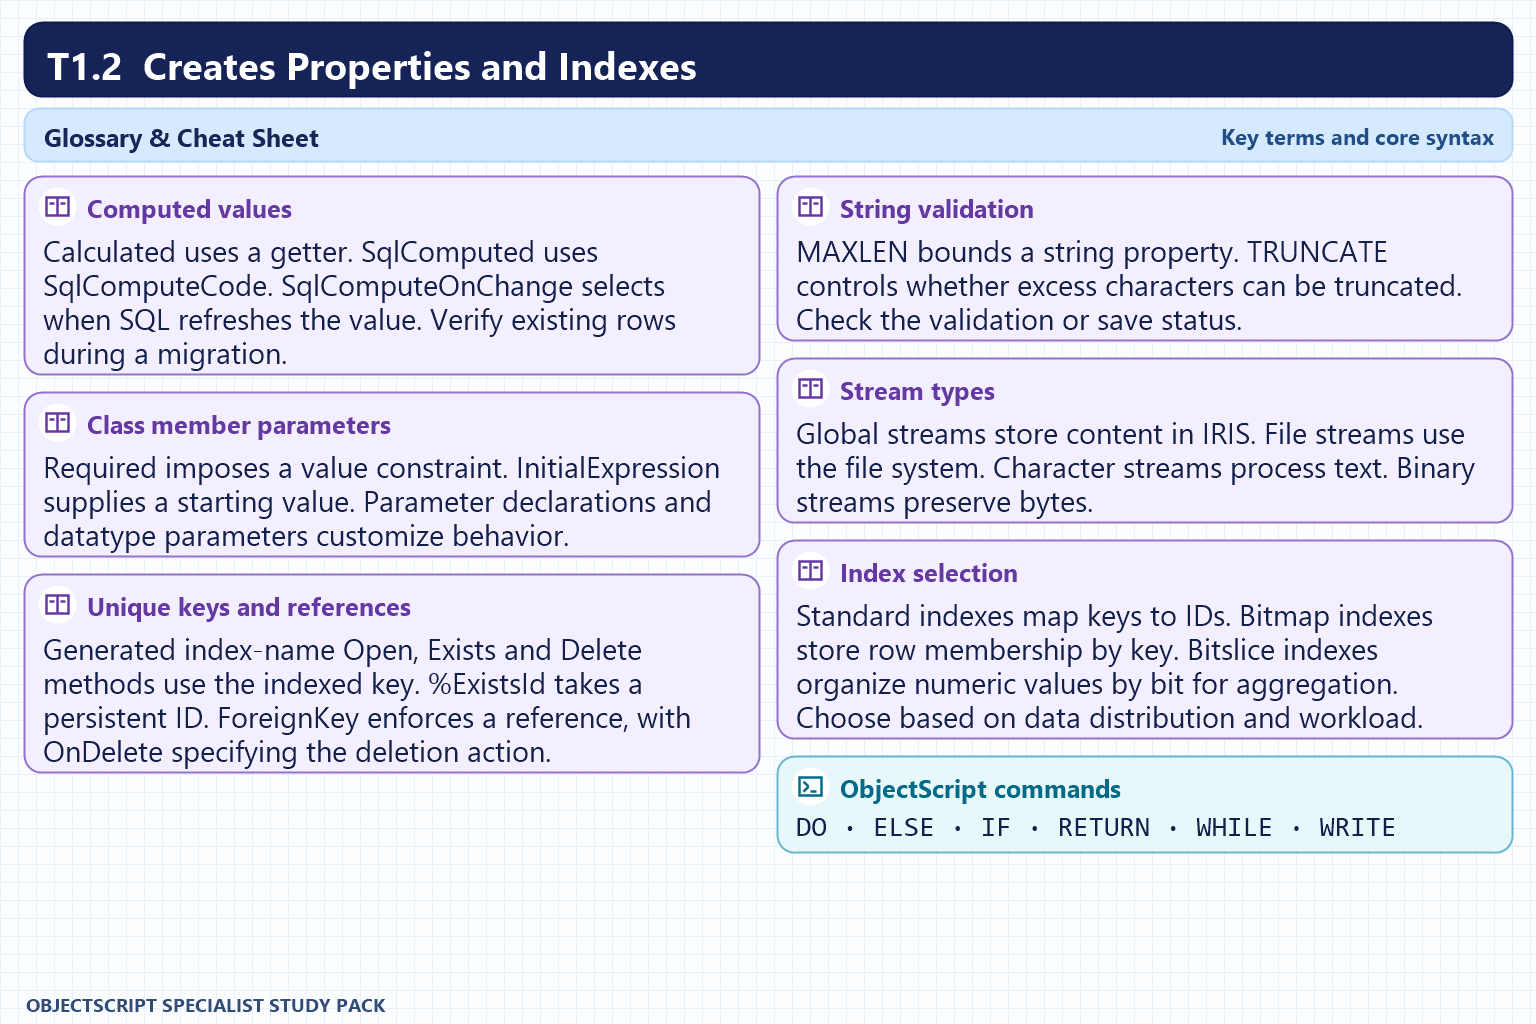 T1.2 Creates Properties and Indexes
Glossary & Cheat Sheet
Key terms and core syntax
Computed values
Calculated uses a getter. SqlComputed uses
SqlComputeCode. SqlComputeOnChange selects
when SQL refreshes the value. Verify existing rows
during a migration.
Class member parameters
Required imposes a value constraint. InitialExpression
supplies a starting value. Parameter declarations and
datatype parameters customize behavior.
Unique keys and references
Generated index-name Open, Exists and Delete
methods use the indexed key. %ExistsId takes a
persistent ID. ForeignKey enforces a reference, with
OnDelete specifying the deletion action.
String validation
MAXLEN bounds a string property. TRUNCATE
controls whether excess characters can be truncated.
Check the validation or save status.
Stream types
Global streams store content in IRIS. File streams use
the file system. Character streams process text. Binary
streams preserve bytes.
Index selection
Standard indexes map keys to IDs. Bitmap indexes
store row membership by key. Bitslice indexes
organize numeric values by bit for aggregation.
Choose based on data distribution and workload.
ObjectScript commands
DO · ELSE · IF · RETURN · WHILE · WRITE
OBJECTSCRIPT SPECIALIST STUDY PACK